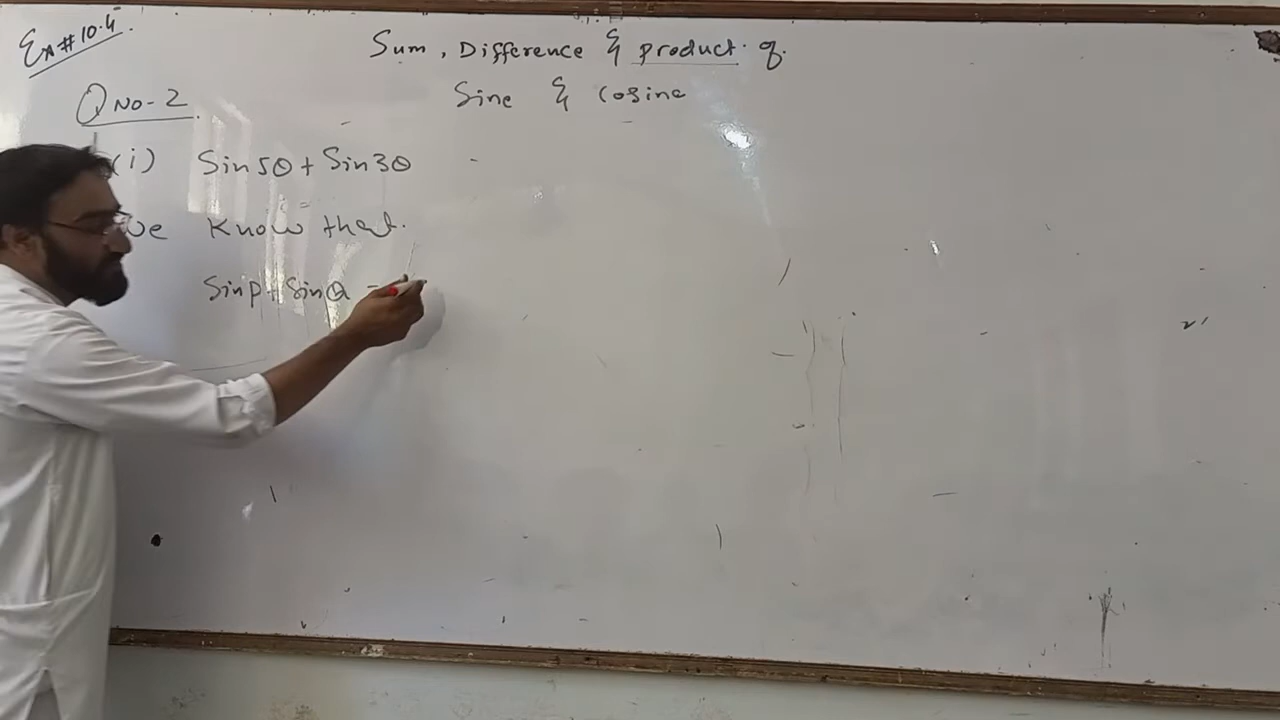 Ex#10.4
Sum, Difference & product of
Sine & Cosine
Q No-2
(i) Sin5θ + Sin3θ
we Know that.
SinP + SinQ =